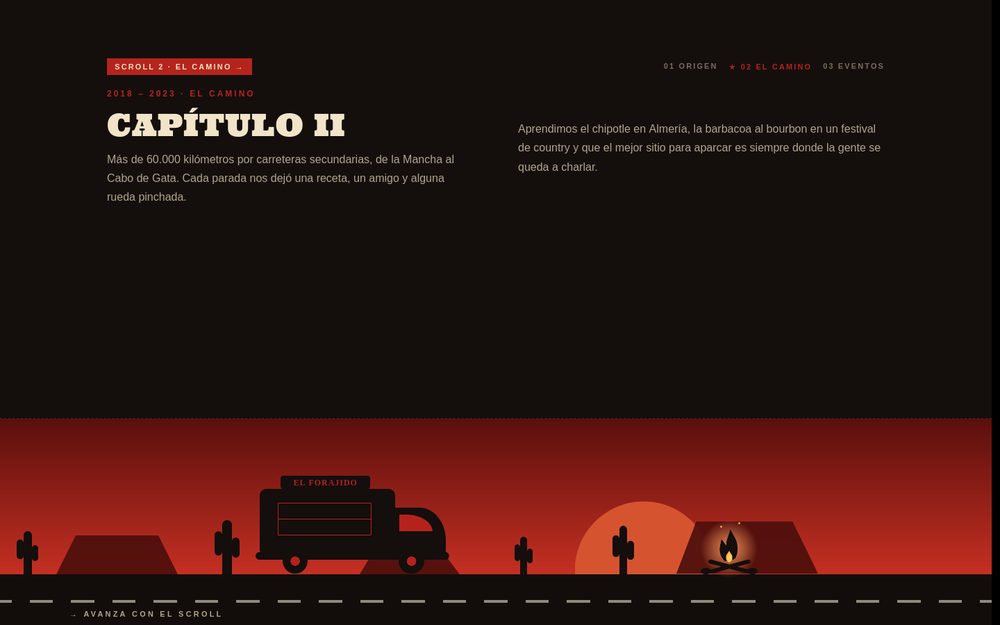 SCROLL 2 · EL CAMINO →
01 ORIGEN ★ 02 EL CAMINO 03 EVENTOS
2018 – 2023 · EL CAMINO
CAPÍTULO II
Más de 60.000 kilómetros por carreteras secundarias, de la Mancha al
Cabo de Gata. Cada parada nos dejó una receta, un amigo y alguna
rueda pinchada.
Aprendimos el chipotle en Almería, la barbacoa al bourbon en un festival
de country y que el mejor sitio para aparcar es siempre donde la gente se
queda a charlar.
EL FORAJIDO
→ AVANZA CON EL SCROLL